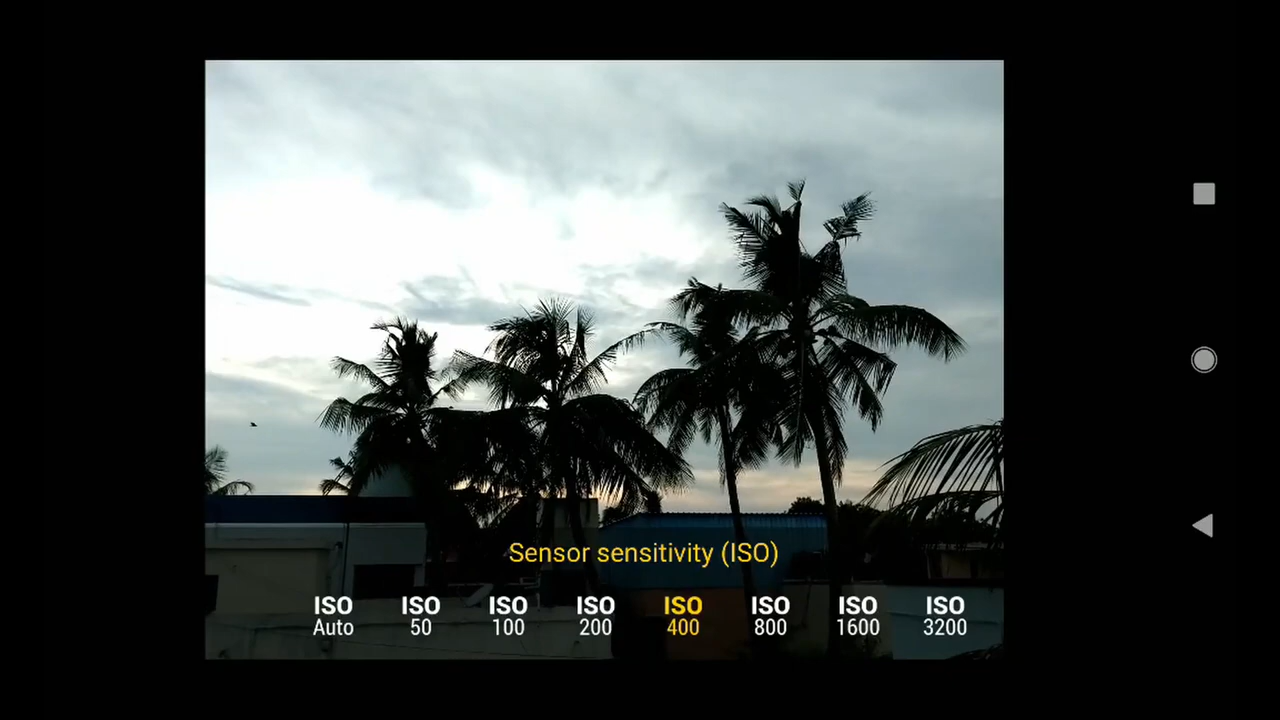 Sensor sensitivity (ISO)
ISO ISO ISO ISO ISO ISO ISO ISO
Auto 50 100 200 400 800 1600 3200